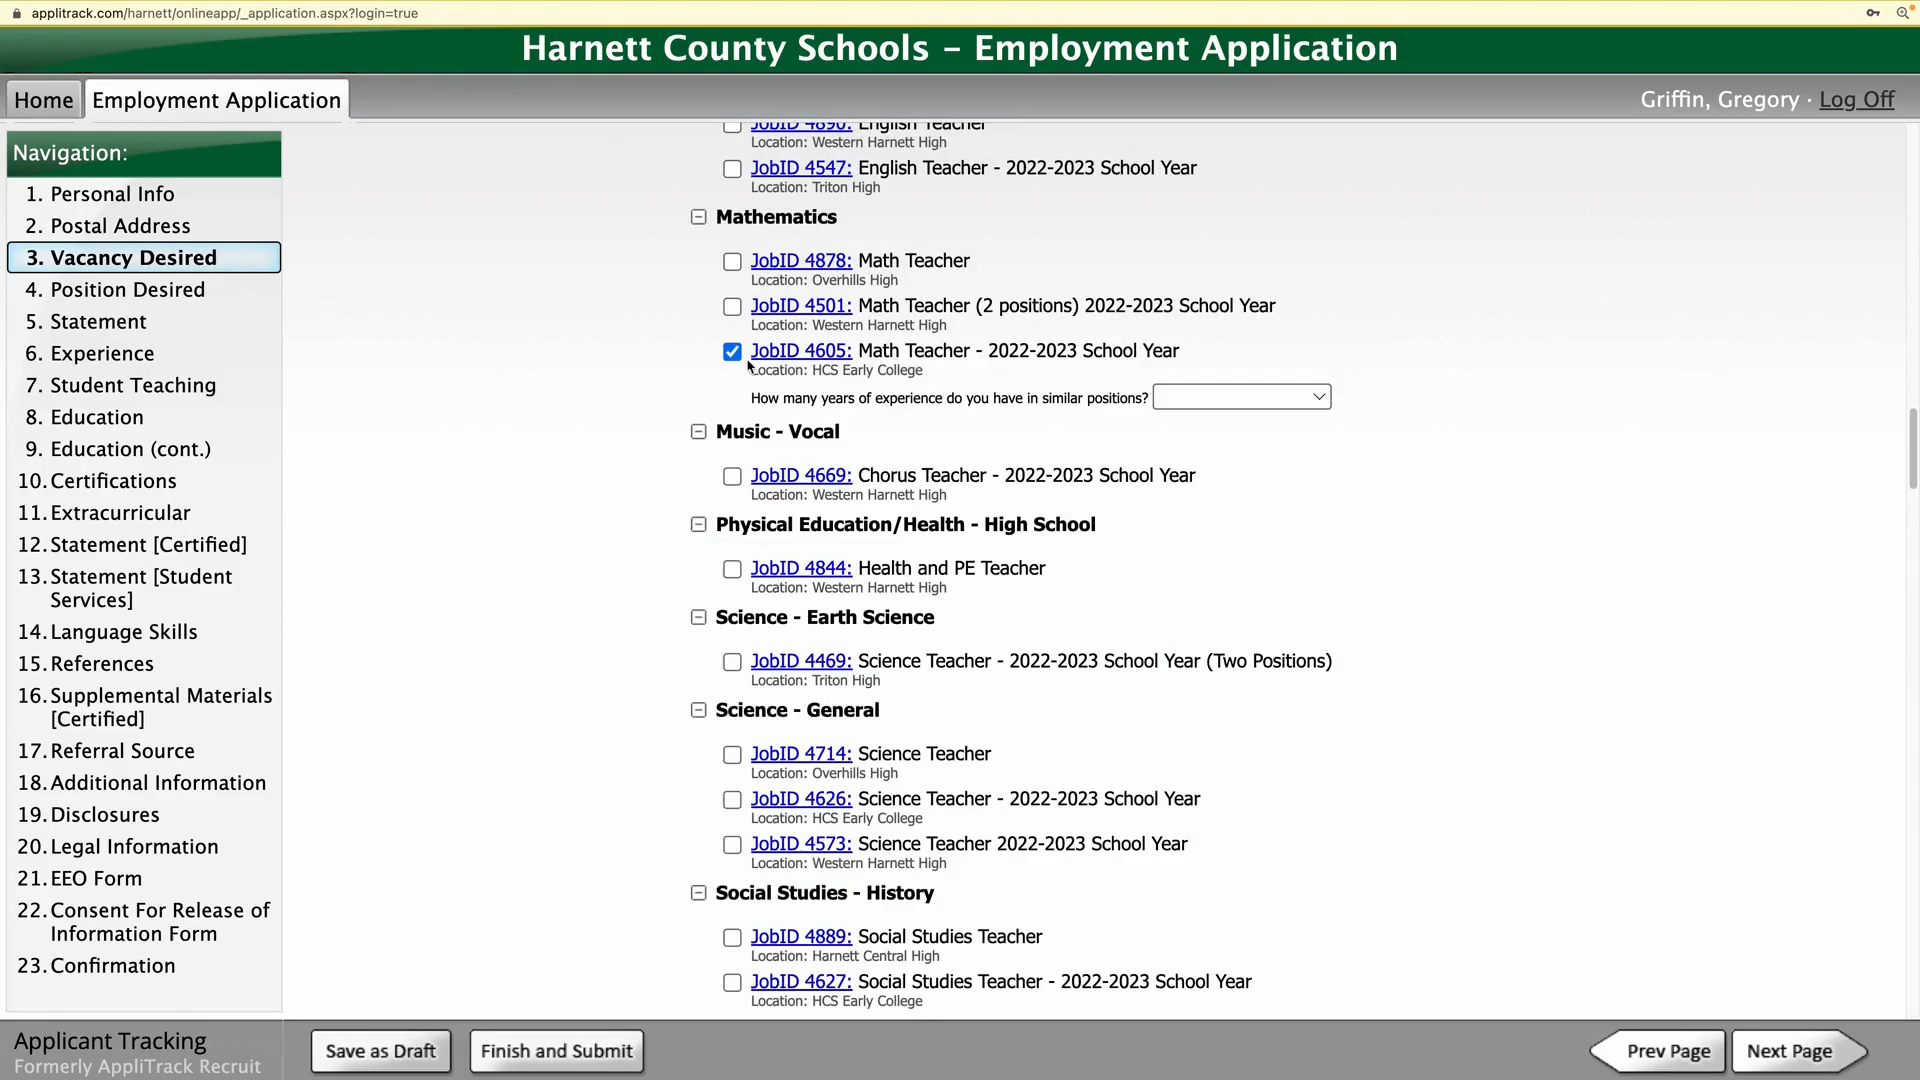 applitrack.com/harnett/onlineapp/_application.aspx?login=true
Harnett County Schools – Employment Application
Home
Employment Application
Griffin, Gregory · Log Off
Navigation:
1. Personal Info
2. Postal Address
3. Vacancy Desired
4. Position Desired
5. Statement
6. Experience
7. Student Teaching
8. Education
9. Education (cont.)
10. Certifications
11. Extracurricular
12. Statement [Certified]
13. Statement [Student
Services]
14. Language Skills
15. References
16. Supplemental Materials
[Certified]
17. Referral Source
18. Additional Information
19. Disclosures
20. Legal Information
21. EEO Form
22. Consent For Release of
Information Form
23. Confirmation
JobID 4890: English Teacher
Location: Western Harnett High
JobID 4547: English Teacher - 2022-2023 School Year
Location: Triton High
Mathematics
JobID 4878: Math Teacher
Location: Overhills High
JobID 4501: Math Teacher (2 positions) 2022-2023 School Year
Location: Western Harnett High
JobID 4605: Math Teacher - 2022-2023 School Year
Location: HCS Early College
How many years of experience do you have in similar positions?
Music - Vocal
JobID 4669: Chorus Teacher - 2022-2023 School Year
Location: Western Harnett High
Physical Education/Health - High School
JobID 4844: Health and PE Teacher
Location: Western Harnett High
Science - Earth Science
JobID 4469: Science Teacher - 2022-2023 School Year (Two Positions)
Location: Triton High
Science - General
JobID 4714: Science Teacher
Location: Overhills High
JobID 4626: Science Teacher - 2022-2023 School Year
Location: HCS Early College
JobID 4573: Science Teacher 2022-2023 School Year
Location: Western Harnett High
Social Studies - History
JobID 4889: Social Studies Teacher
Location: Harnett Central High
JobID 4627: Social Studies Teacher - 2022-2023 School Year
Location: HCS Early College
Applicant Tracking
Formerly AppliTrack Recruit
Save as Draft
Finish and Submit
Prev Page
Next Page